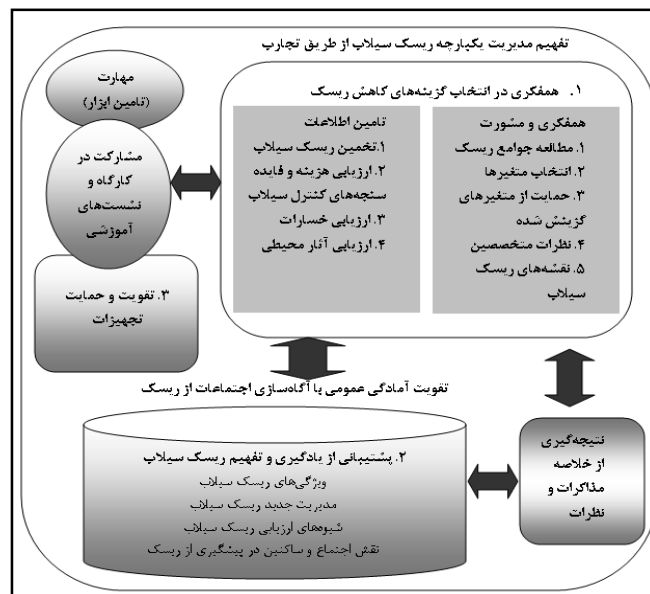 تفهیم مدیریت یکپارچه ریسک سیلاب از طریق تجارب
۱. همفکری در انتخاب گزینه‌های کاهش ریسک
همفکری و مشورت
۱. مطالعه جوامع ریسک
۲. انتخاب متغیرها
۳. حمایت از متغیرهای
گزینش شده
۴. نظرات متخصصین
۵. نقشه‌های ریسک
سیلاب
تامین اطلاعات
۱.تخمین ریسک سیلاب
۲. ارزیابی هزینه و فایده
سنجه‌های کنترل سیلاب
۳. ارزیابی خسارات
۴. ارزیابی آثار محیطی
مهارت
(تامین ابزار)
مشارکت در
کارگاه و
نشست‌های
آموزشی
۳. تقویت و حمایت
تجهیزات
تقویت آمادگی عمومی با آگاه‌سازی اجتماعات از ریسک
۲. پشتیبانی از یادگیری و تفهیم ریسک سیلاب
ویژگی‌های ریسک سیلاب
مدیریت جدید ریسک سیلاب
شیوه‌های ارزیابی ریسک سیلاب
نقش اجتماع و ساکنین در پیشگیری از ریسک
نتیجه‌گیری
از خلاصه
مذاکرات و
نظرات